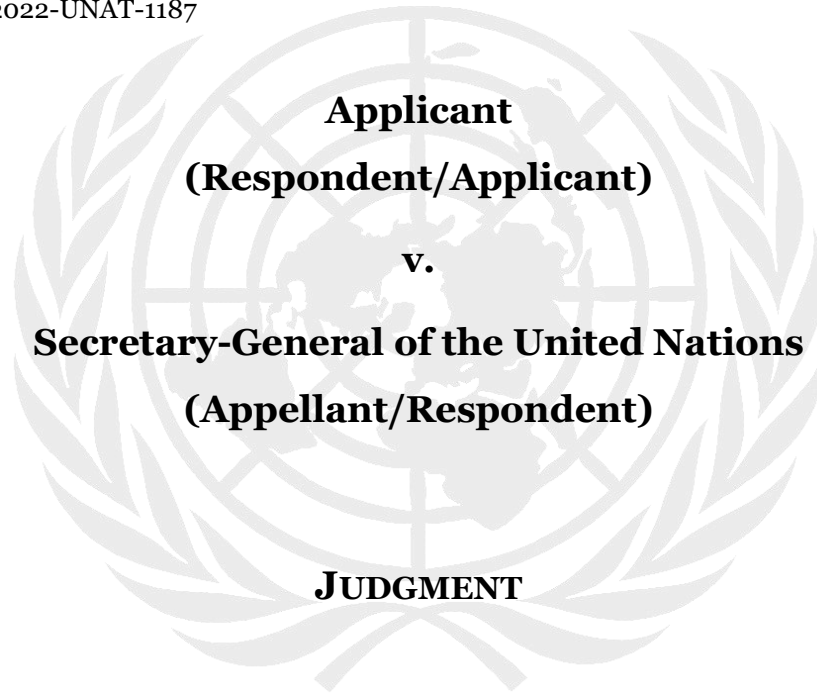 2022-UNAT-1187
Applicant
(Respondent/Applicant)
v.
Secretary-General of the United Nations
(Appellant/Respondent)
JUDGMENT